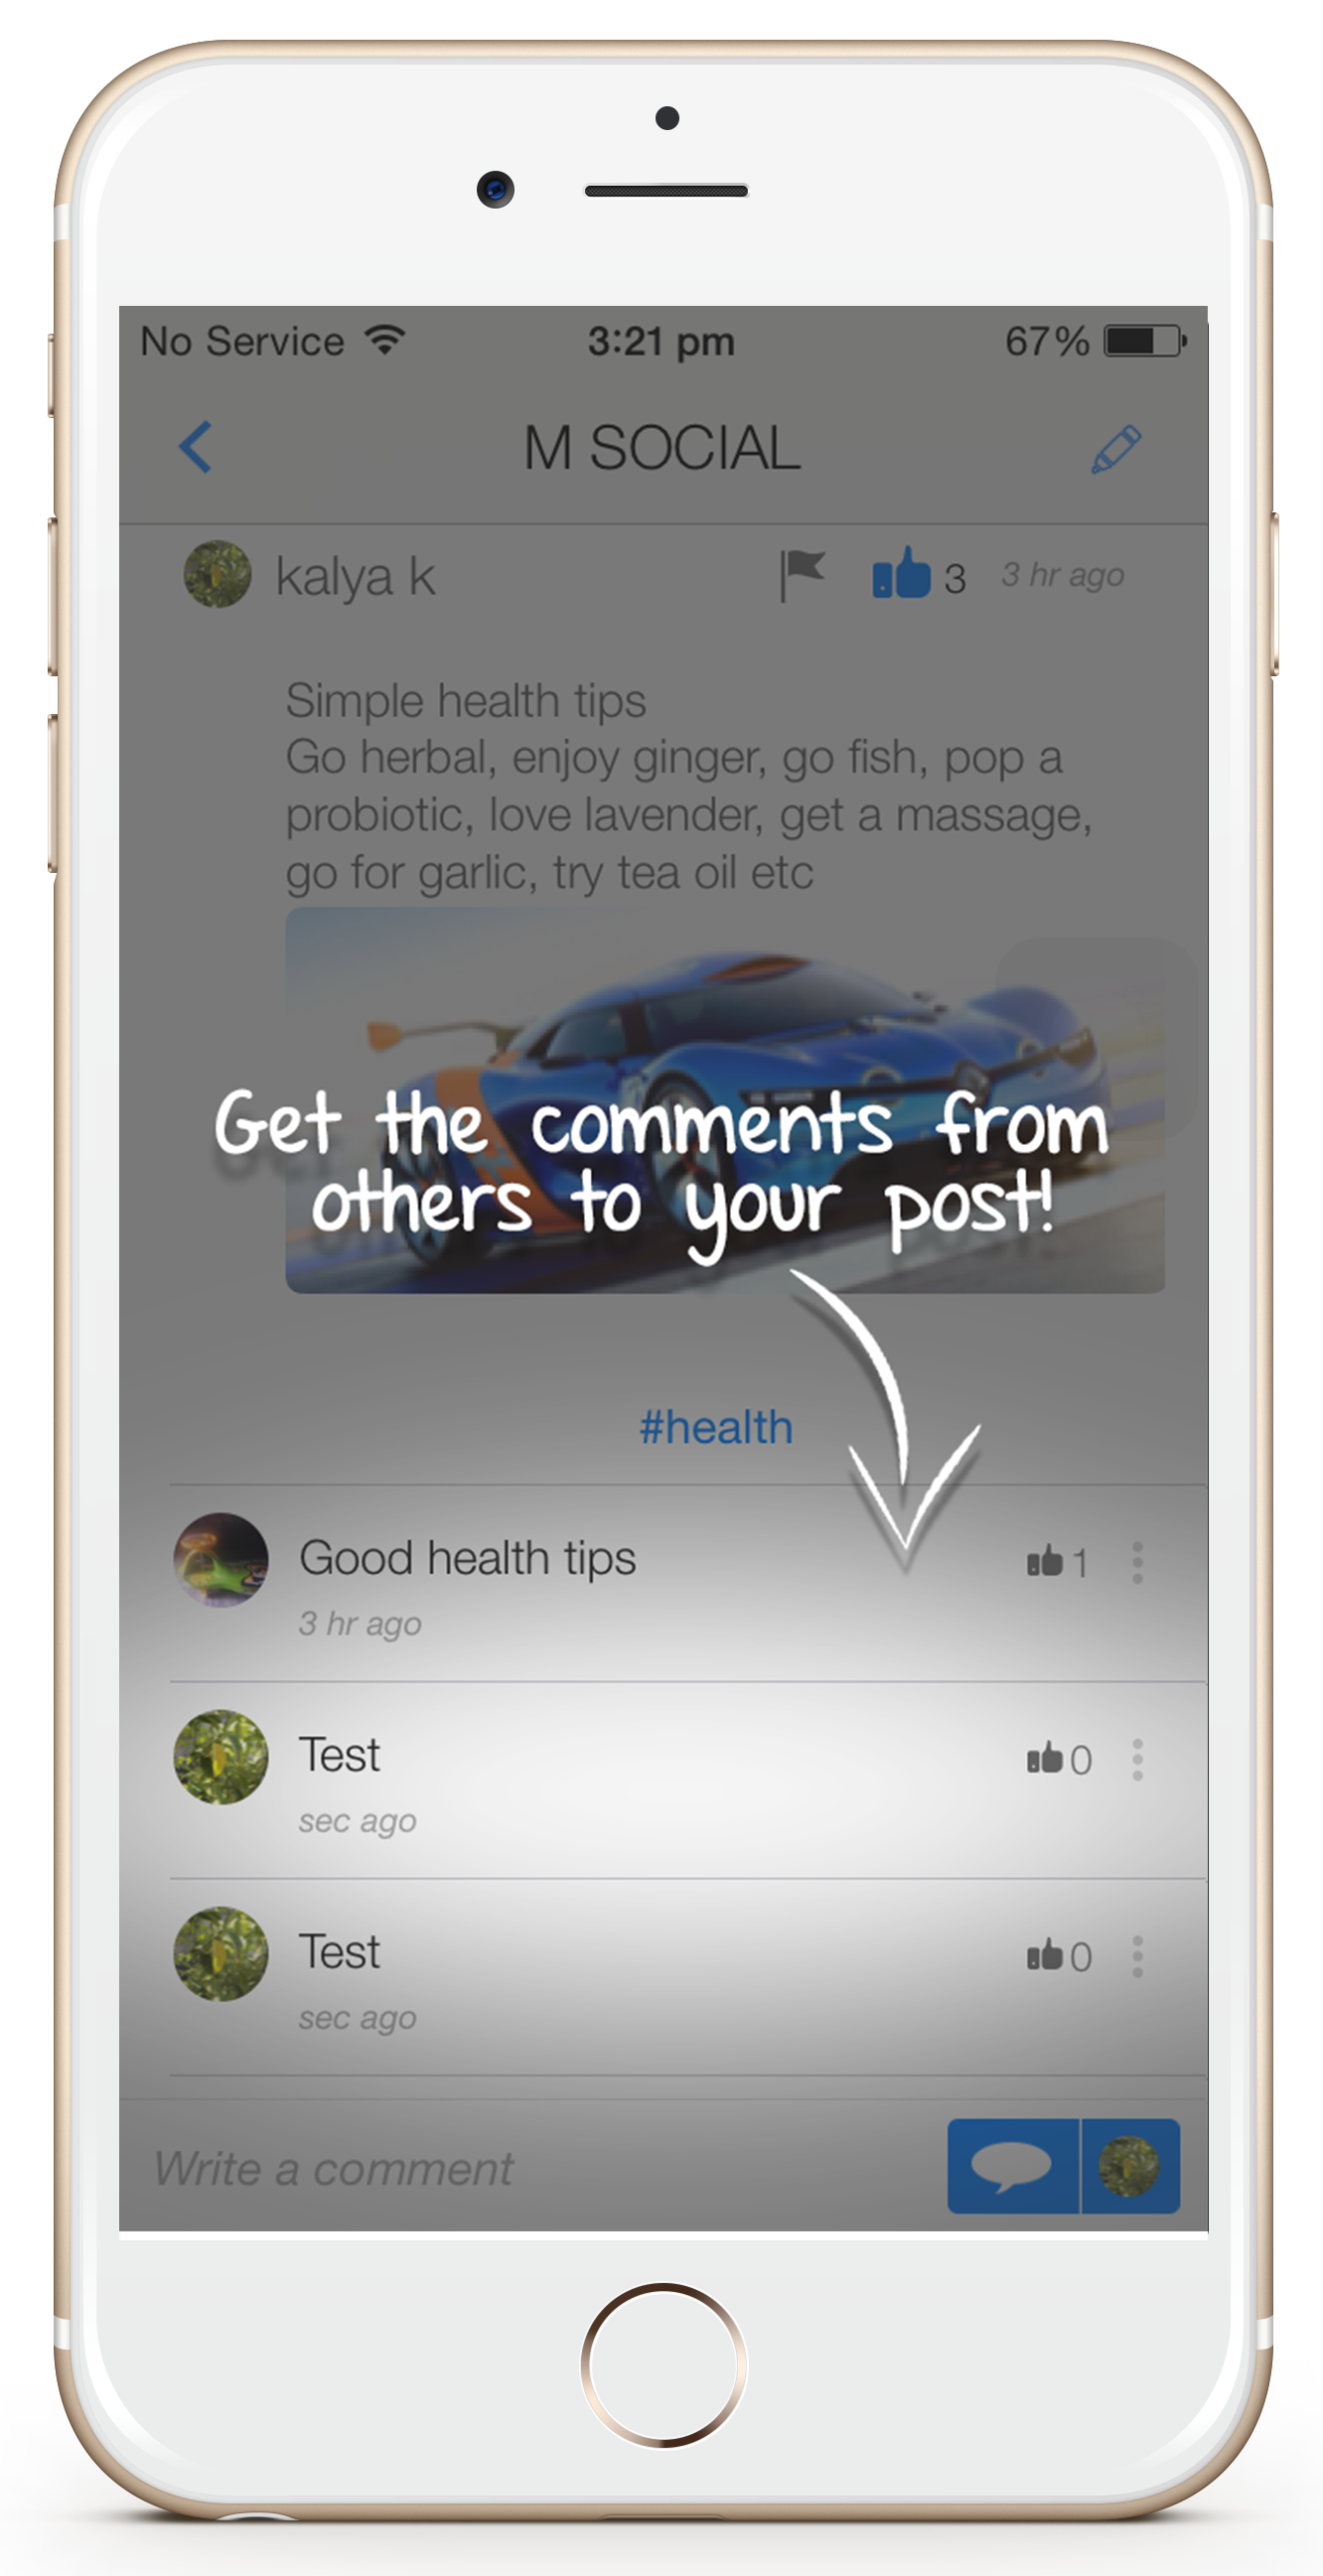 No Service 3:21 pm 67%
M SOCIAL
kalya k 3 3 hr ago
Simple health tips
Go herbal, enjoy ginger, go fish, pop a
probiotic, love lavender, get a massage,
go for garlic, try tea oil etc
Get the comments from
others to your post!
#health
Good health tips 1
3 hr ago
Test 0
sec ago
Test 0
sec ago
Write a comment